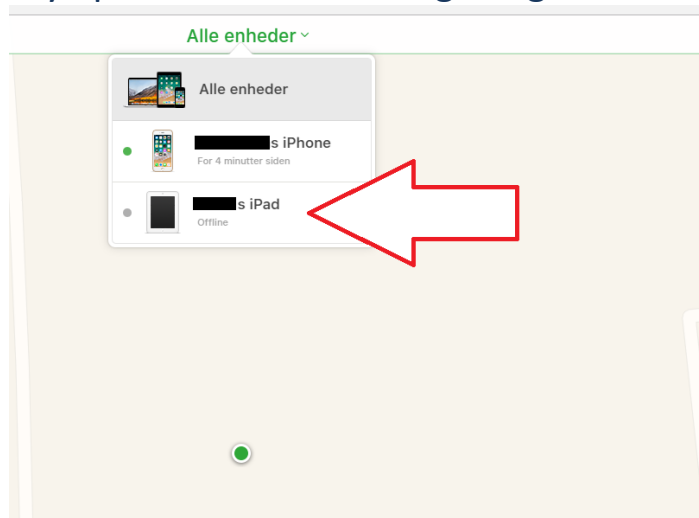 Alle enheder
Alle enheder
s iPhone
For 4 minutter siden
s iPad
Offline